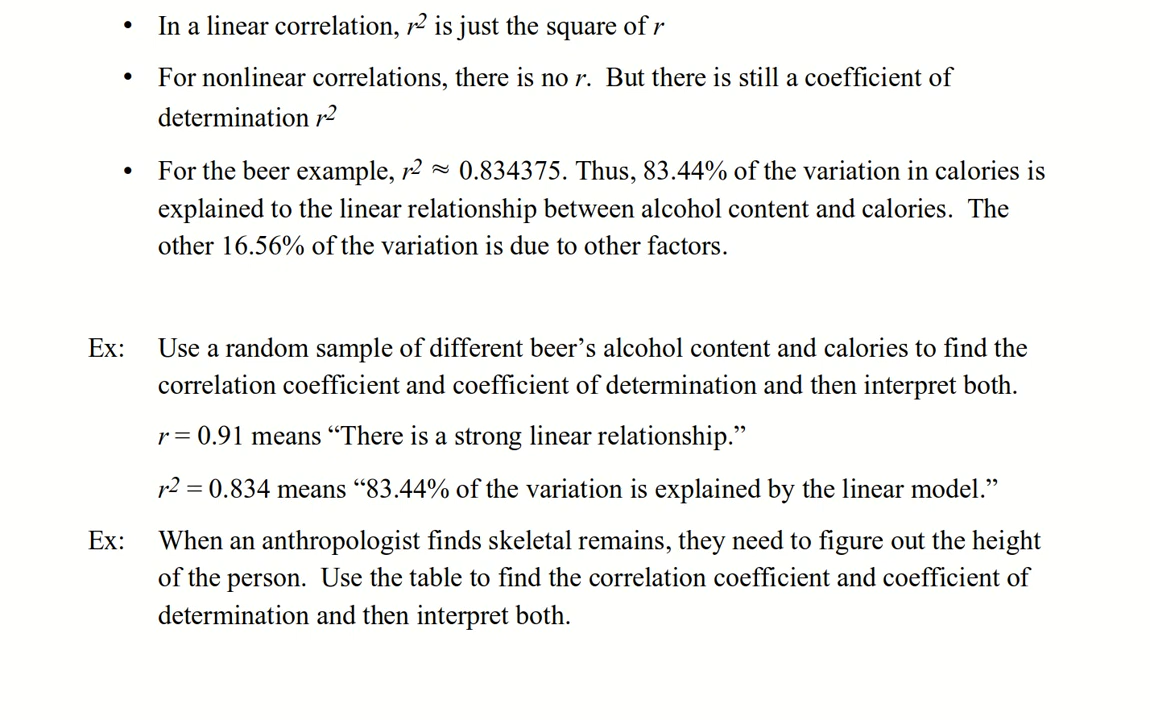 • In a linear correlation, r² is just the square of r
• For nonlinear correlations, there is no r. But there is still a coefficient of
determination r²
• For the beer example, r² ≈ 0.834375. Thus, 83.44% of the variation in calories is
explained to the linear relationship between alcohol content and calories. The
other 16.56% of the variation is due to other factors.
Ex: Use a random sample of different beer’s alcohol content and calories to find the
correlation coefficient and coefficient of determination and then interpret both.
r = 0.91 means “There is a strong linear relationship.”
r² = 0.834 means “83.44% of the variation is explained by the linear model.”
Ex: When an anthropologist finds skeletal remains, they need to figure out the height
of the person. Use the table to find the correlation coefficient and coefficient of
determination and then interpret both.